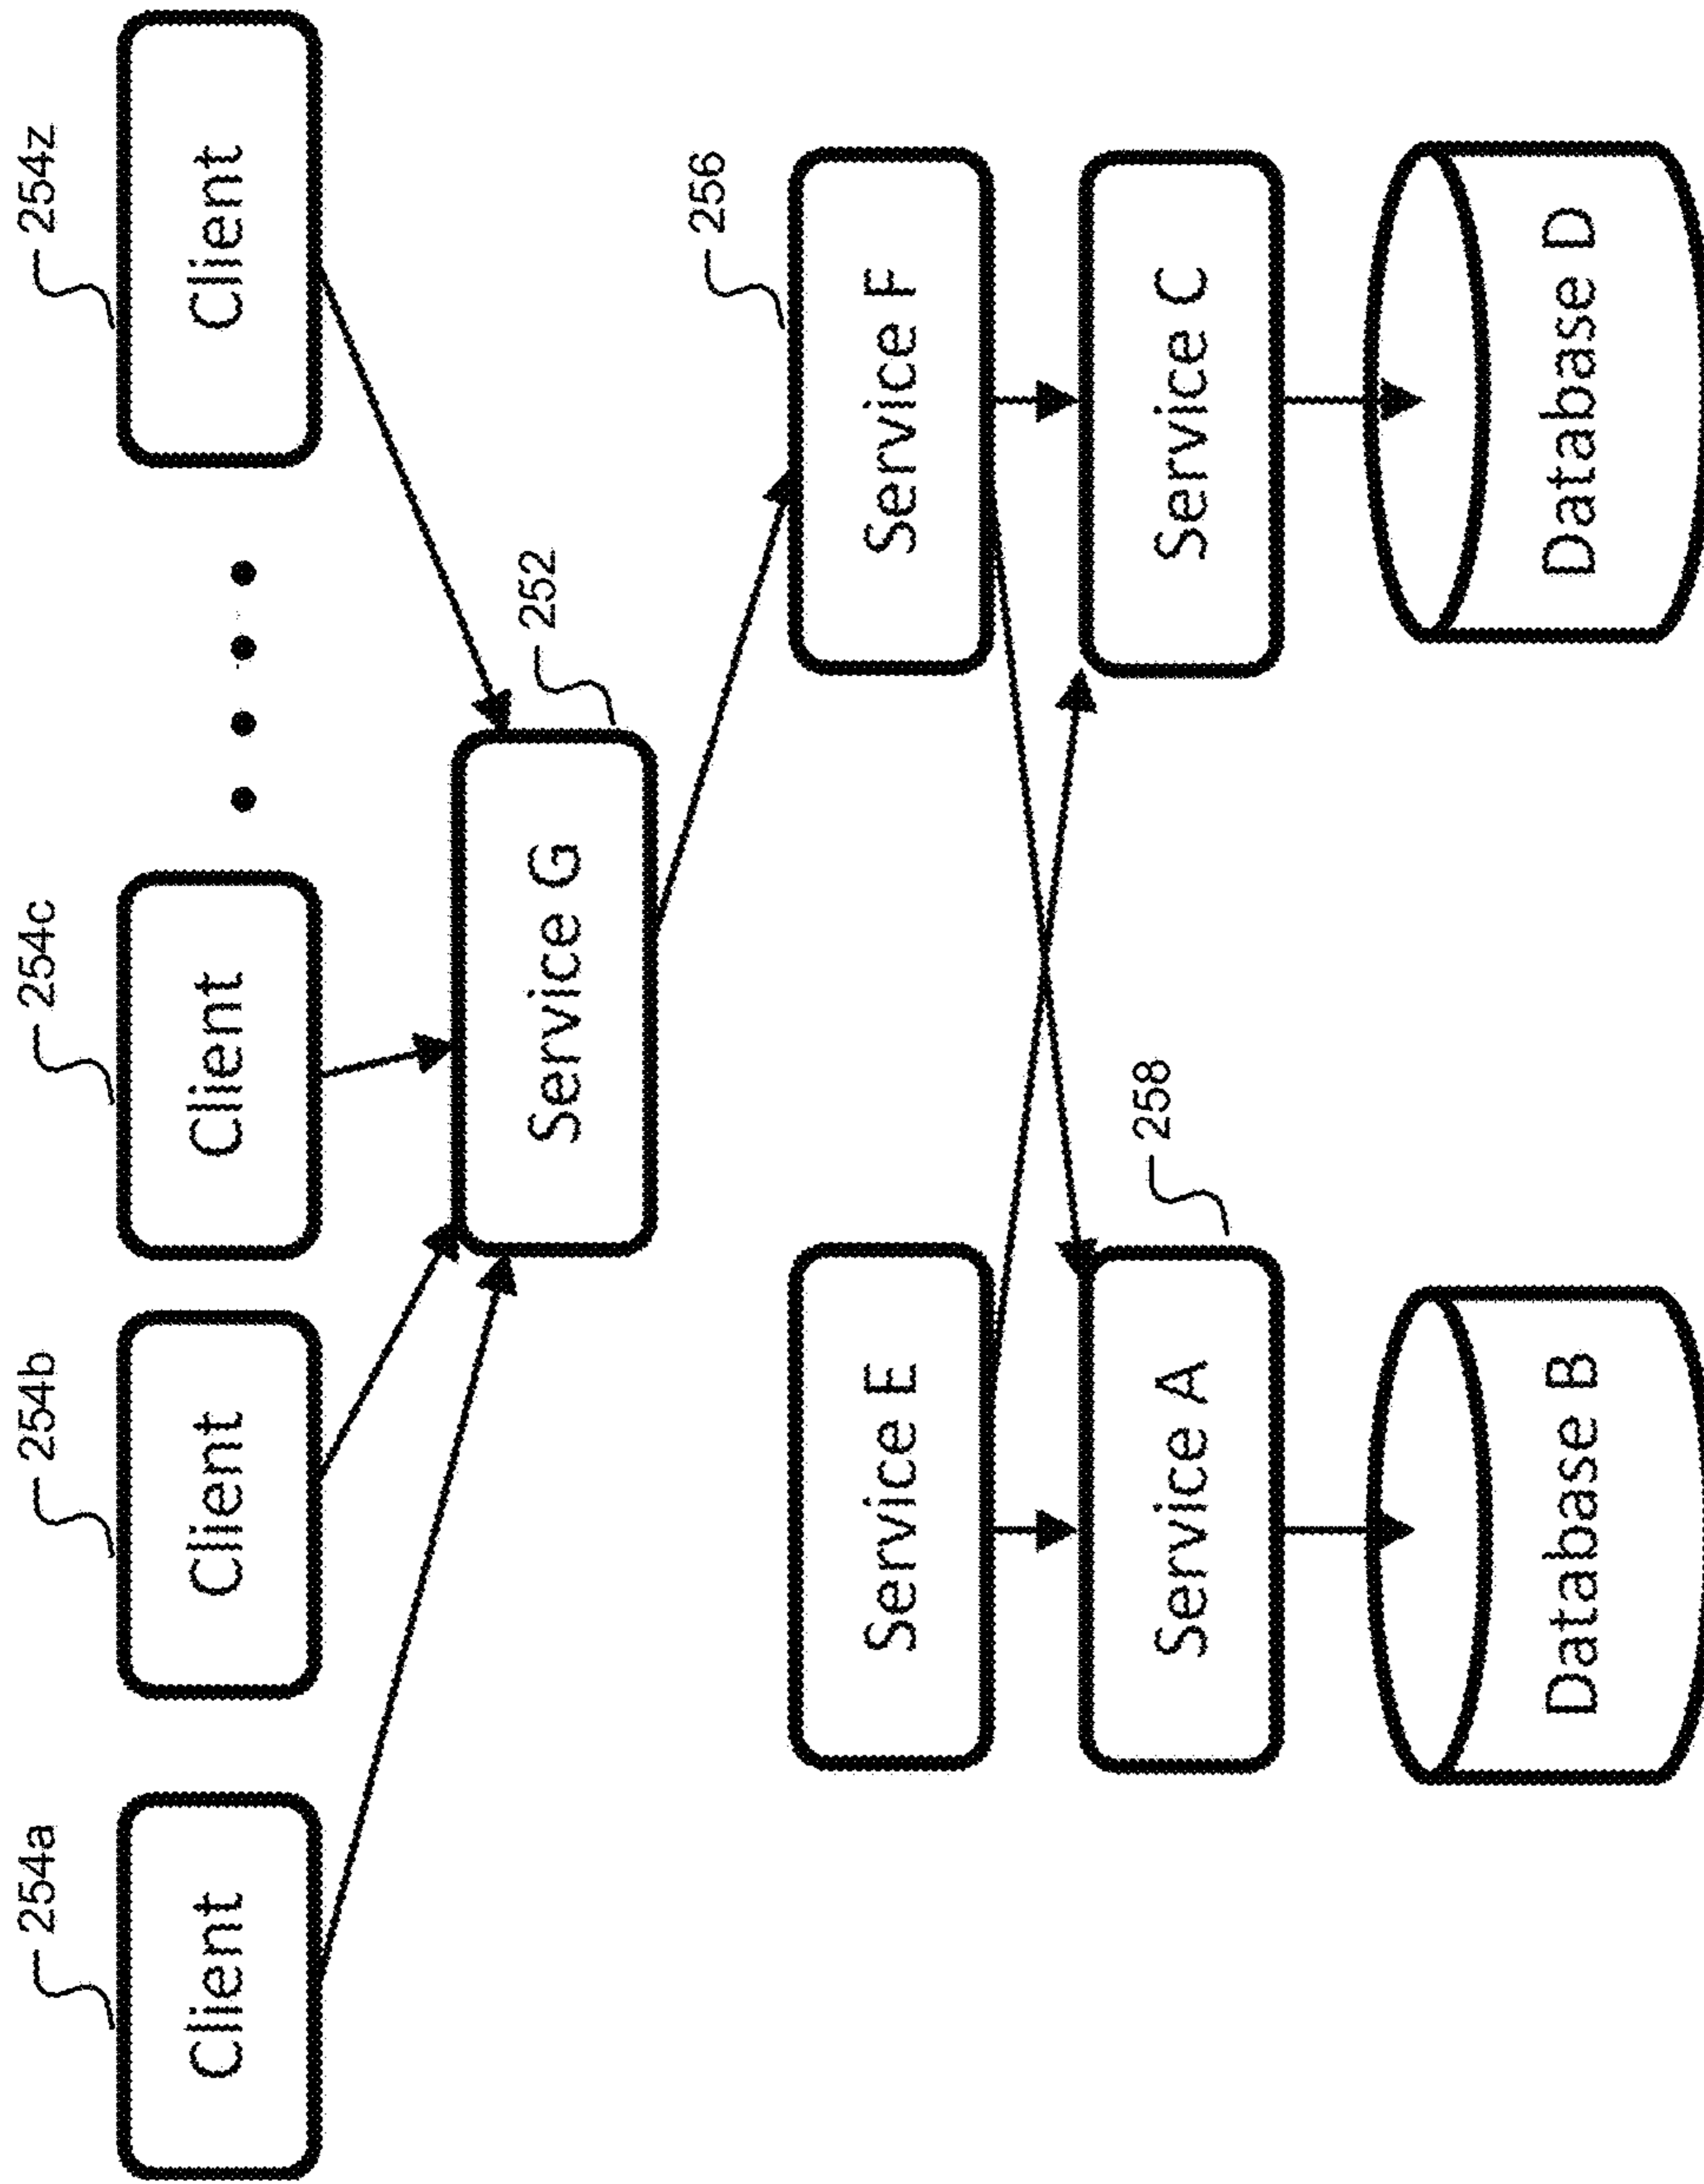 254a
254b
254c
254z
Client
Client
Client
Client
252
Service G
256
Service E
Service F
258
Service A
Service C
Database B
Database D